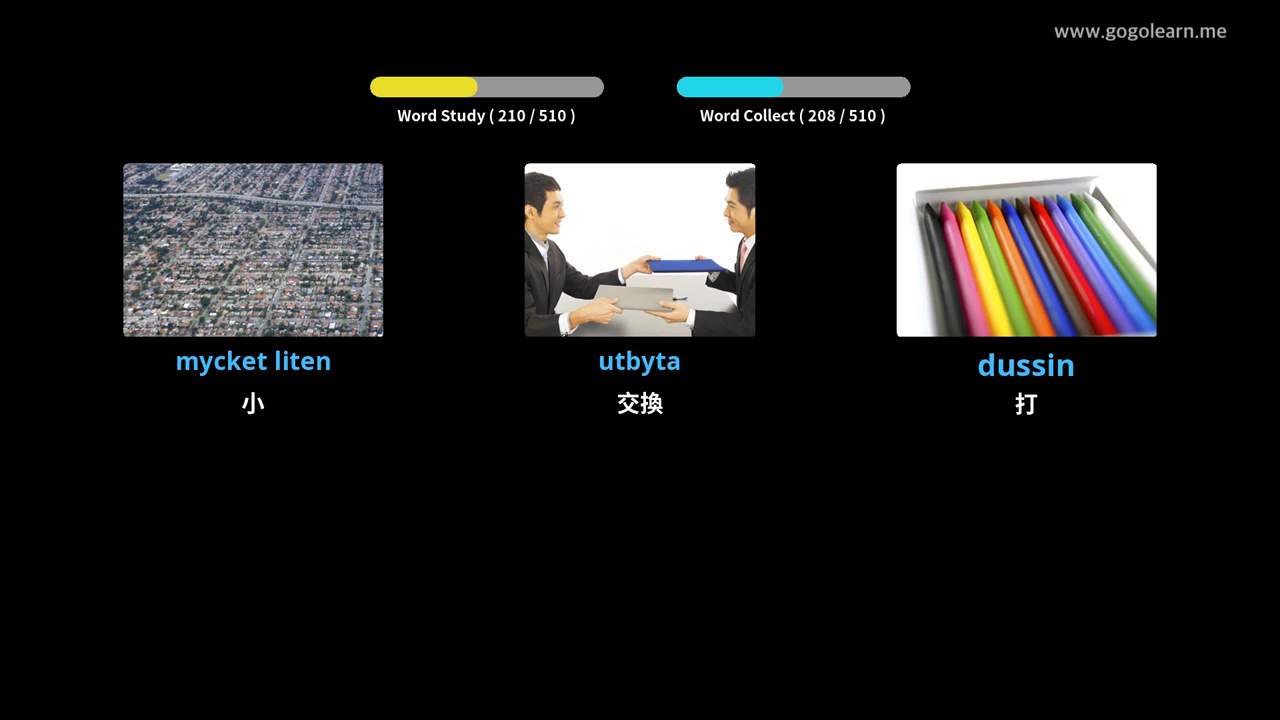 www.gogolearn.me
Word Study ( 210 / 510 )
Word Collect ( 208 / 510 )
mycket liten
utbyta
dussin
小
交換
打